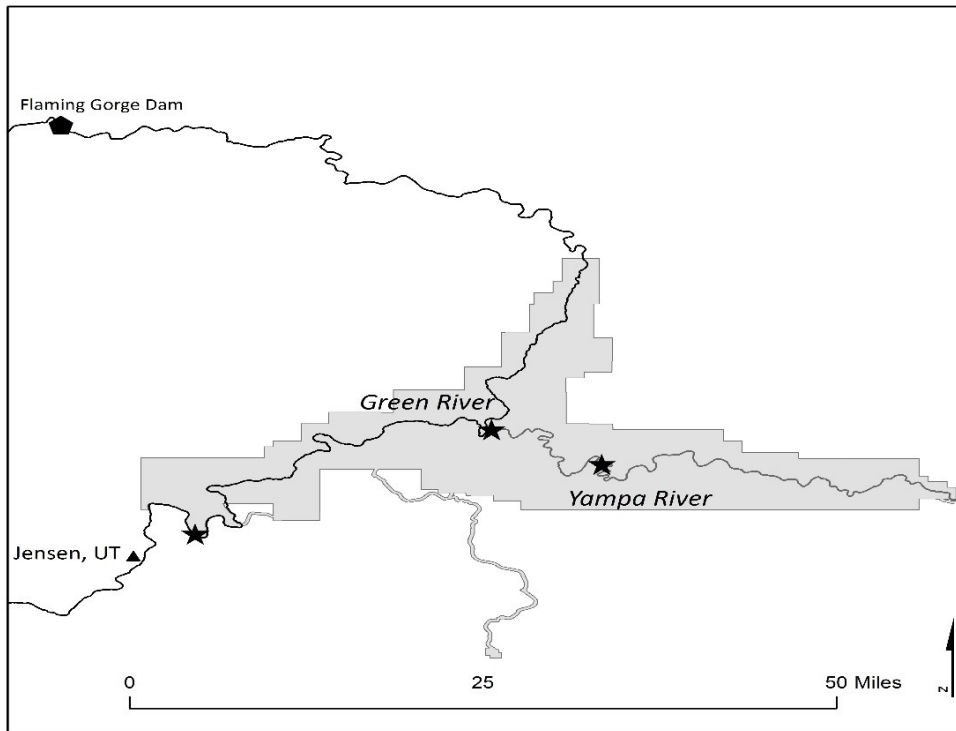 Flaming Gorge Dam
Green River
Yampa River
Jensen, UT
0 25 50 Miles
N